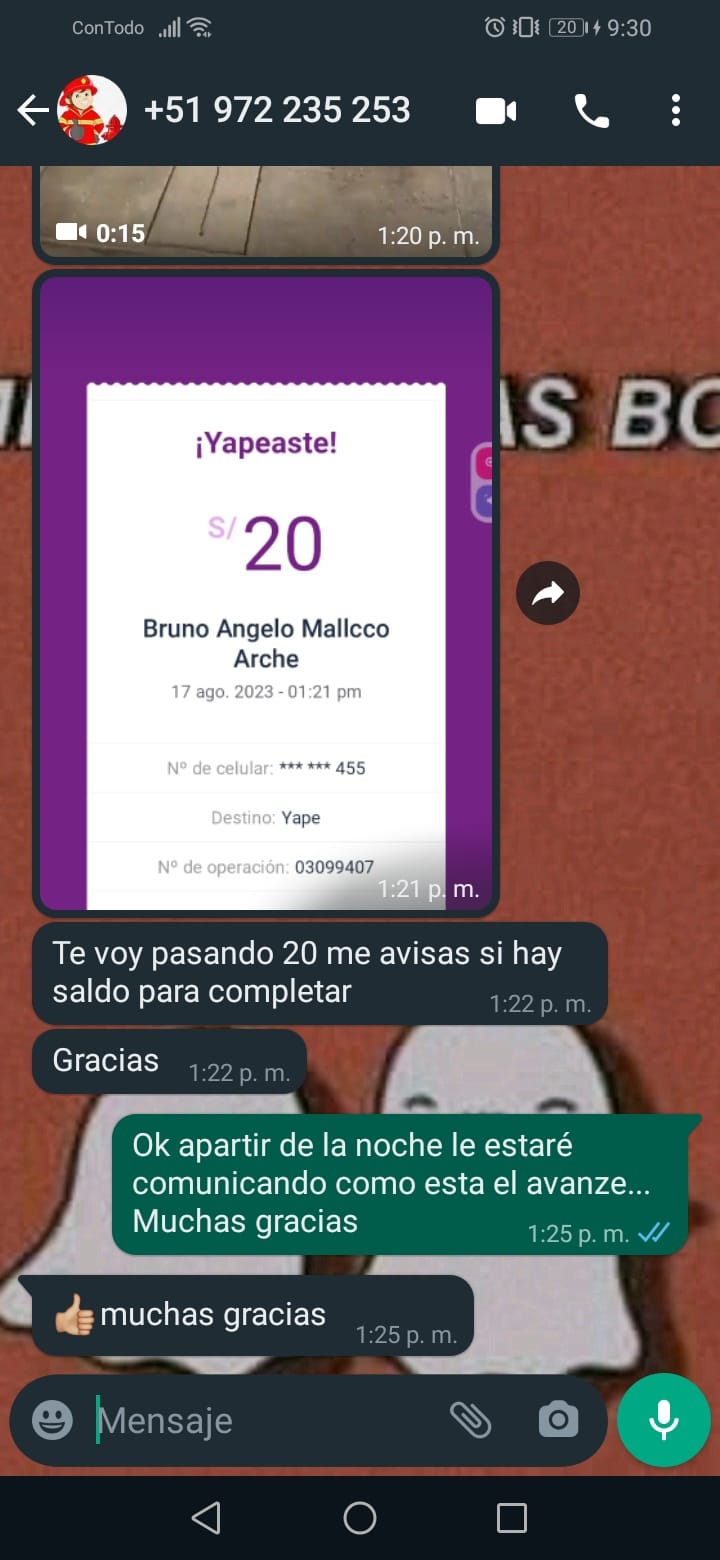 ConTodo
20
9:30
+51 972 235 253
0:15
1:20 p. m.
AS BO
¡Yapeaste!
S/ 20
Bruno Angelo Mallcco
Arche
17 ago. 2023 - 01:21 pm
Nº de celular: *** *** 455
Destino: Yape
Nº de operación: 03099407
1:21 p. m.
Te voy pasando 20 me avisas si hay
saldo para completar
1:22 p. m.
Gracias
1:22 p. m.
Ok apartir de la noche le estaré
comunicando como esta el avanze...
Muchas gracias
1:25 p. m.
👍🏼muchas gracias
1:25 p. m.
Mensaje